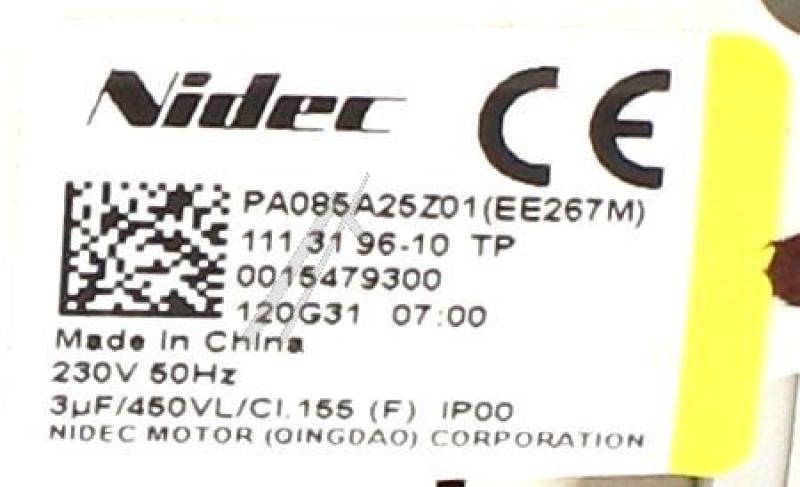 Nidec CE
PA085A25Z01(EE267M)
111 31 96-10 TP
0015479300
120G31 07:00
Made in China
230V 50Hz
3µF/450VL/Cl.155 (F) IP00
NIDEC MOTOR (QINGDAO) CORPORATION